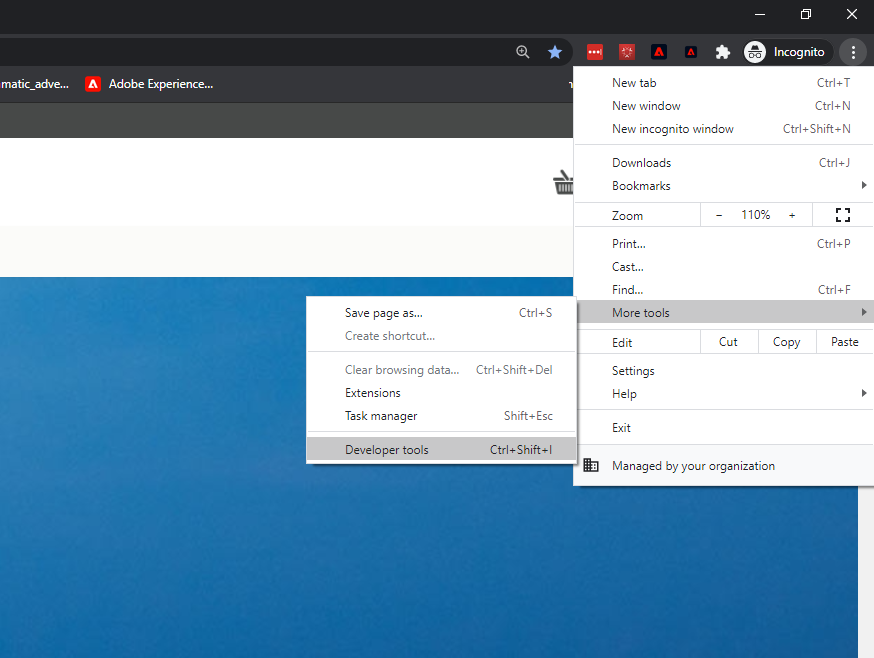 Incognito
matic_adve...
Adobe Experience...
New tab Ctrl+T
New window Ctrl+N
New incognito window Ctrl+Shift+N
Downloads Ctrl+J
Bookmarks
Zoom − 110% +
Print... Ctrl+P
Cast...
Find... Ctrl+F
More tools
Save page as... Ctrl+S
Create shortcut...
Clear browsing data... Ctrl+Shift+Del
Extensions
Task manager Shift+Esc
Developer tools Ctrl+Shift+I
Edit Cut Copy Paste
Settings
Help
Exit
Managed by your organization